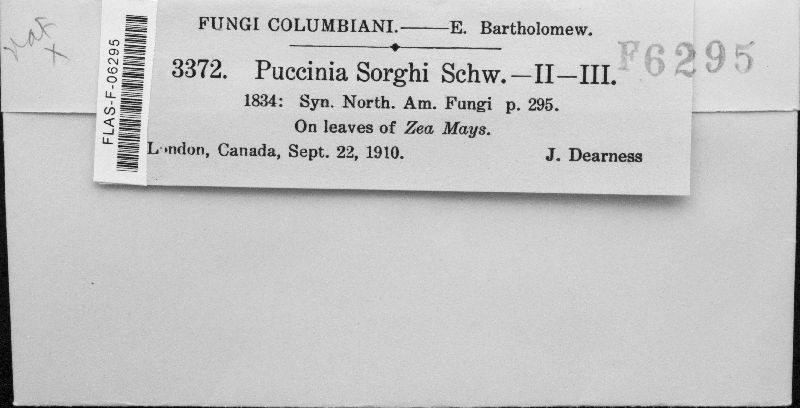 FUNGI COLUMBIANI.——E. Bartholomew.
F6295
3372. Puccinia Sorghi Schw.—II—III.
1834: Syn. North. Am. Fungi p. 295.
On leaves of Zea Mays.
London, Canada, Sept. 22, 1910. J. Dearness
FLAS-F-06295